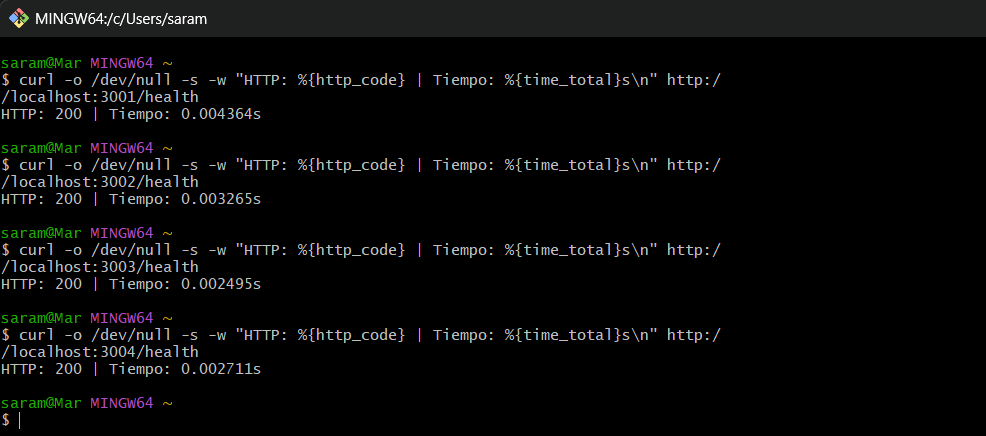 MINGW64:/c/Users/saram
saram@Mar MINGW64 ~
$ curl -o /dev/null -s -w "HTTP: %{http_code} | Tiempo: %{time_total}s\n" http:/
/localhost:3001/health
HTTP: 200 | Tiempo: 0.004364s
saram@Mar MINGW64 ~
$ curl -o /dev/null -s -w "HTTP: %{http_code} | Tiempo: %{time_total}s\n" http:/
/localhost:3002/health
HTTP: 200 | Tiempo: 0.003265s
saram@Mar MINGW64 ~
$ curl -o /dev/null -s -w "HTTP: %{http_code} | Tiempo: %{time_total}s\n" http:/
/localhost:3003/health
HTTP: 200 | Tiempo: 0.002495s
saram@Mar MINGW64 ~
$ curl -o /dev/null -s -w "HTTP: %{http_code} | Tiempo: %{time_total}s\n" http:/
/localhost:3004/health
HTTP: 200 | Tiempo: 0.002711s
saram@Mar MINGW64 ~
$